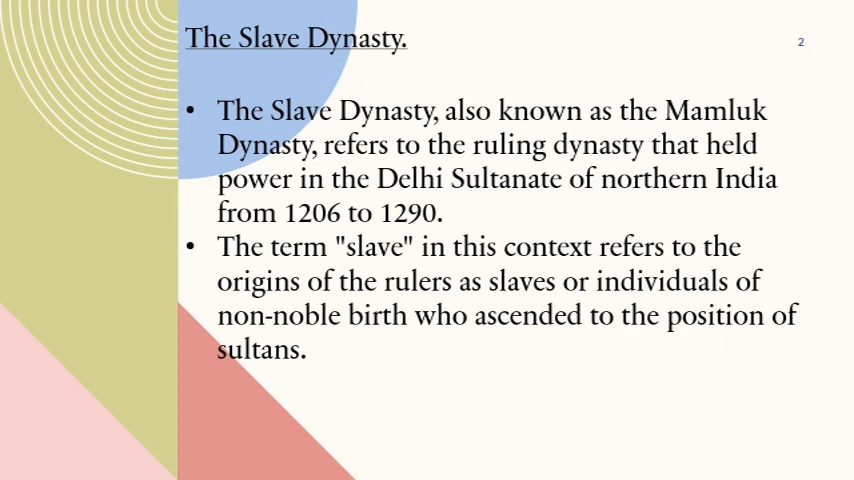 The Slave Dynasty.
2
• The Slave Dynasty, also known as the Mamluk
Dynasty, refers to the ruling dynasty that held
power in the Delhi Sultanate of northern India
from 1206 to 1290.
• The term "slave" in this context refers to the
origins of the rulers as slaves or individuals of
non-noble birth who ascended to the position of
sultans.